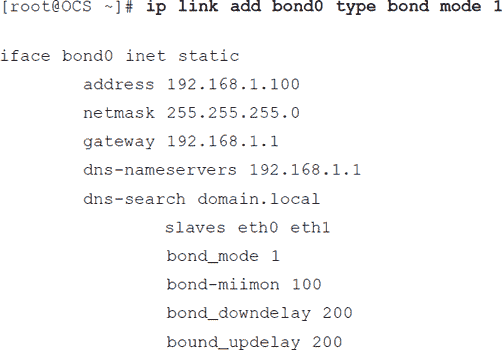 [root@OCS ~]# ip link add bond0 type bond mode 1
iface bond0 inet static
address 192.168.1.100
netmask 255.255.255.0
gateway 192.168.1.1
dns-nameservers 192.168.1.1
dns-search domain.local
slaves eth0 eth1
bond_mode 1
bond-miimon 100
bond_downdelay 200
bound_updelay 200